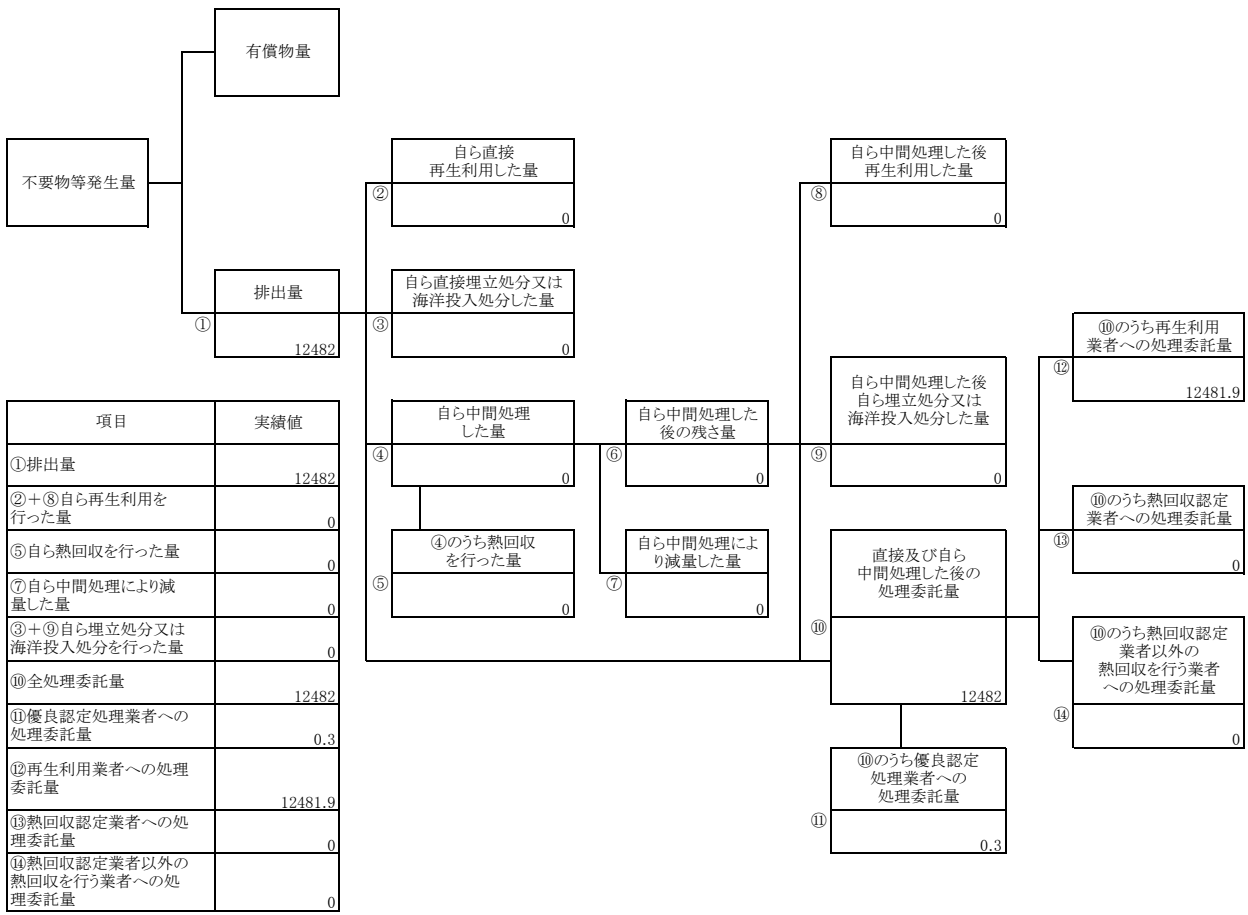 有償物量
不要物等発生量
排出量
①
12482
自ら直接
再生利用した量
②
0
自ら直接埋立処分又は
海洋投入処分した量
③
0
自ら中間処理
した量
④
0
④のうち熱回収
を行った量
⑤
0
自ら中間処理した
後の残さ量
⑥
0
自ら中間処理によ
り減量した量
⑦
0
自ら中間処理した後
再生利用した量
⑧
0
自ら中間処理した後
自ら埋立処分又は
海洋投入処分した量
⑨
0
直接及び自ら
中間処理した後の
処理委託量
⑩
12482
⑩のうち優良認定
処理業者への
処理委託量
⑪
0.3
⑩のうち再生利用
業者への処理委託量
⑫
12481.9
⑩のうち熱回収認定
業者への処理委託量
⑬
0
⑩のうち熱回収認定
業者以外の
熱回収を行う業者
への処理委託量
⑭
0
項目 実績値
①排出量
12482
②+⑧自ら再生利用を
行った量
0
⑤自ら熱回収を行った量
0
⑦自ら中間処理により減
量した量
0
③+⑨自ら埋立処分又は
海洋投入処分を行った量
0
⑩全処理委託量
12482
⑪優良認定処理業者への
処理委託量
0.3
⑫再生利用業者への処理
委託量
12481.9
⑬熱回収認定業者への処
理委託量
0
⑭熱回収認定業者以外の
熱回収を行う業者への処
理委託量
0